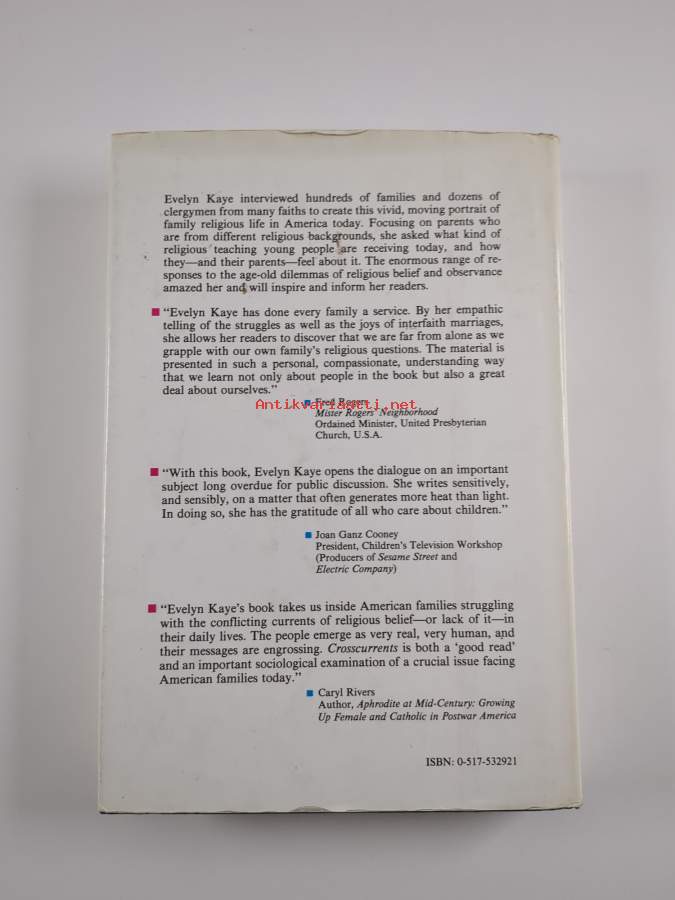 Evelyn Kaye interviewed hundreds of families and dozens of
clergymen from many faiths to create this vivid, moving portrait of
family religious life in America today. Focusing on parents who
are from different religious backgrounds, she asked what kind of
religious teaching young people are receiving today, and how
they—and their parents—feel about it. The enormous range of re-
sponses to the age-old dilemmas of religious belief and observance
amazed her and will inspire and inform her readers.
"Evelyn Kaye has done every family a service. By her empathic
telling of the struggles as well as the joys of interfaith marriages,
she allows her readers to discover that we are far from alone as we
grapple with our own family's religious questions. The material is
presented in such a personal, compassionate, understanding way
that we learn not only about people in the book but also a great
deal about ourselves."
Fred Rogers
Antikvariaatti.net
Mister Rogers' Neighborhood
Ordained Minister, United Presbyterian
Church, U.S.A.
"With this book, Evelyn Kaye opens the dialogue on an important
subject long overdue for public discussion. She writes sensitively,
and sensibly, on a matter that often generates more heat than light.
In doing so, she has the gratitude of all who care about children."
Joan Ganz Cooney
President, Children's Television Workshop
(Producers of Sesame Street and
Electric Company)
"Evelyn Kaye's book takes us inside American families struggling
with the conflicting currents of religious belief—or lack of it—in
their daily lives. The people emerge as very real, very human, and
their messages are engrossing. Crosscurrents is both a 'good read'
and an important sociological examination of a crucial issue facing
American families today."
Caryl Rivers
Author, Aphrodite at Mid-Century: Growing
Up Female and Catholic in Postwar America
ISBN: 0-517-532921